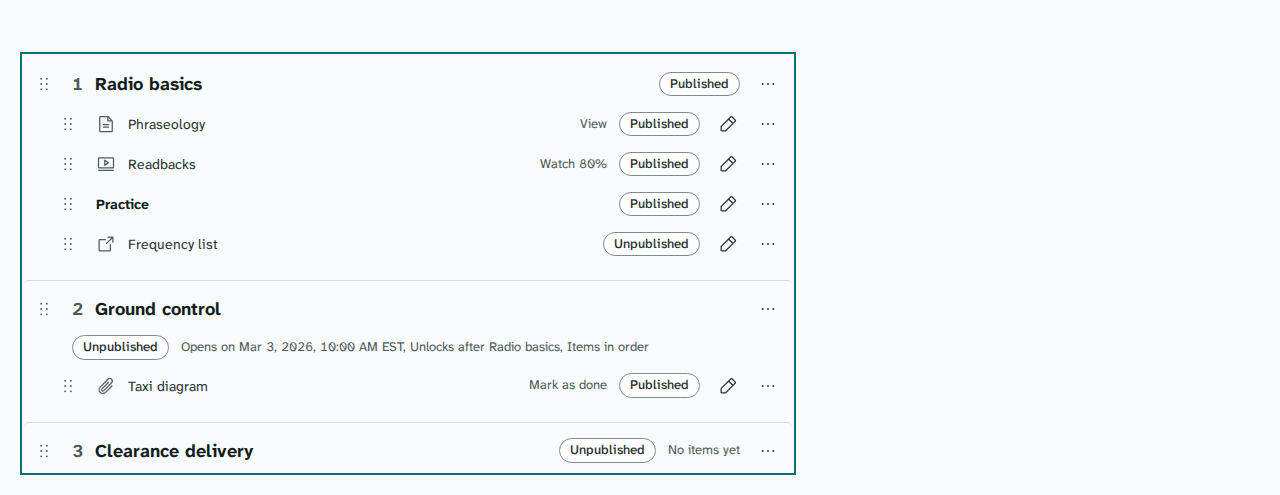 1 Radio basics Published
Phraseology View Published
Readbacks Watch 80% Published
Practice Published
Frequency list Unpublished
2 Ground control
Unpublished Opens on Mar 3, 2026, 10:00 AM EST, Unlocks after Radio basics, Items in order
Taxi diagram Mark as done Published
3 Clearance delivery Unpublished No items yet